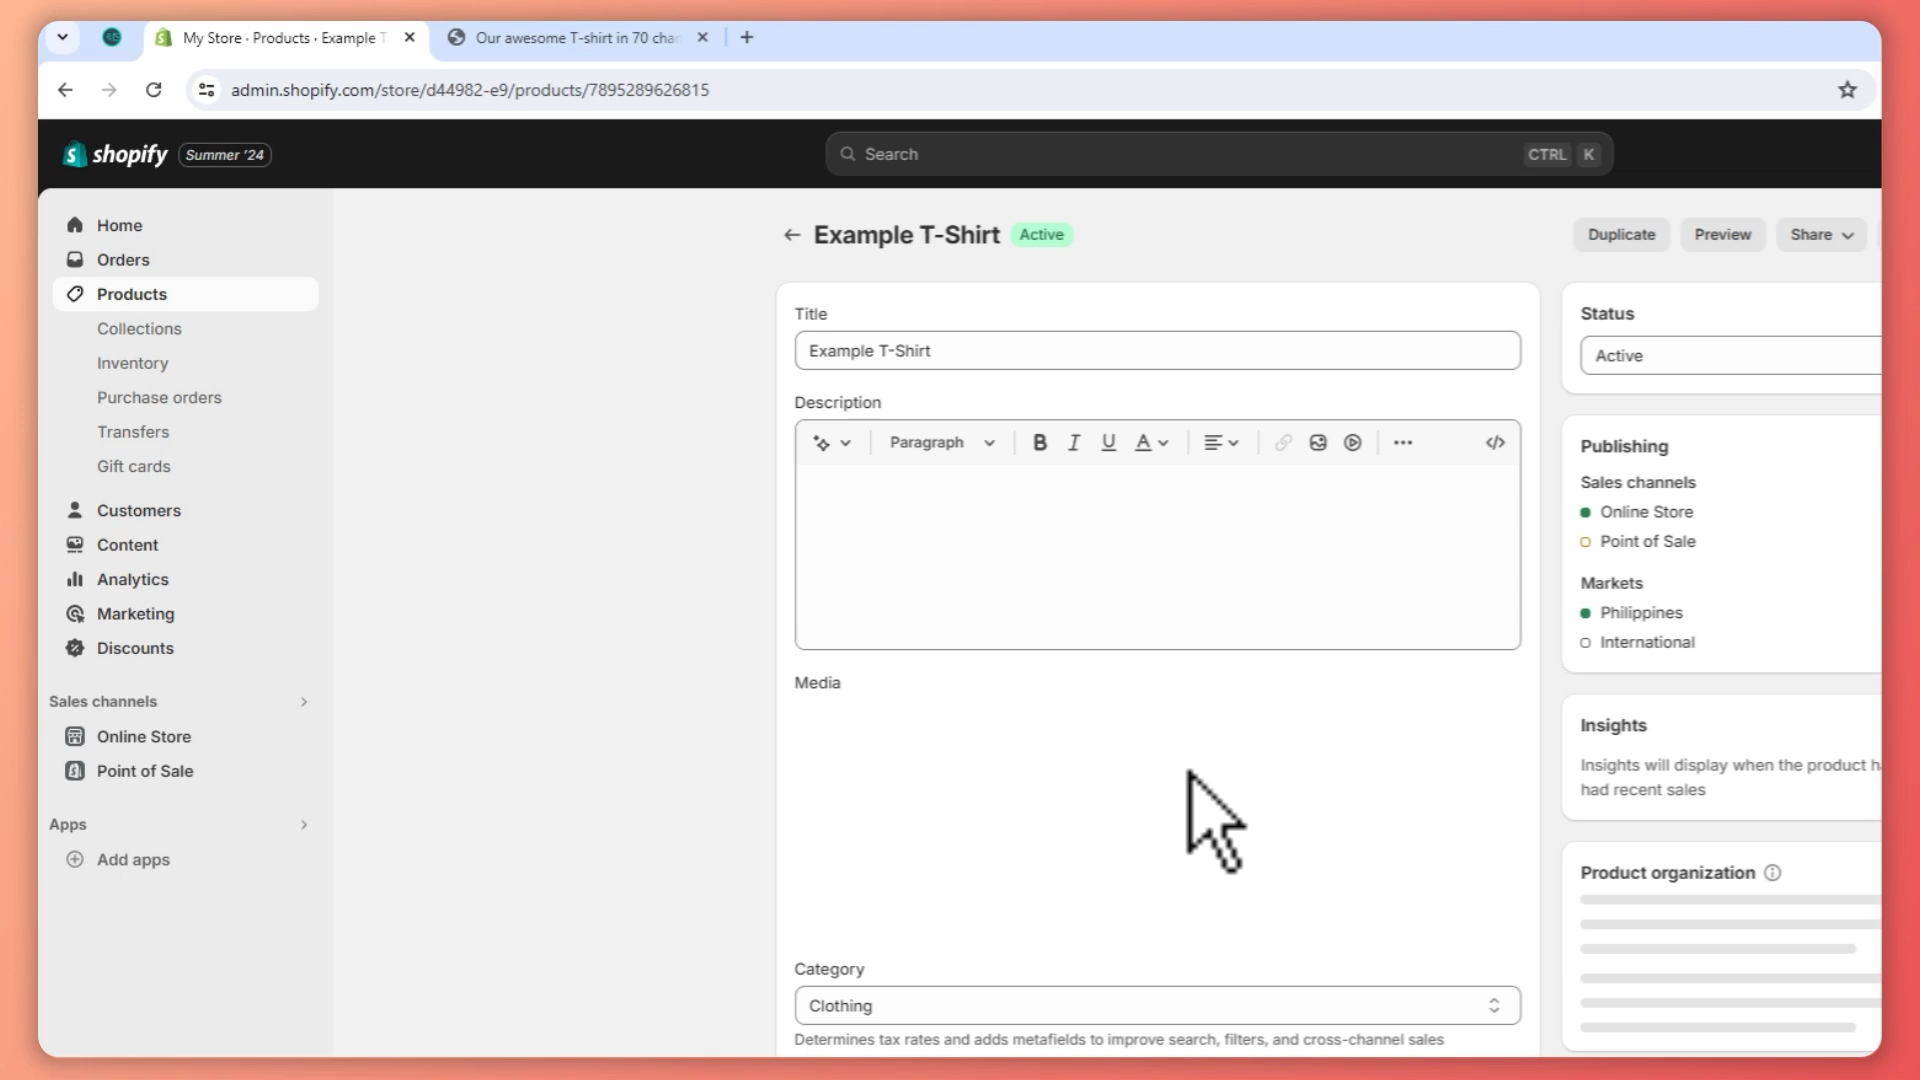 My Store · Products · Example T
Our awesome T-shirt in 70 cha
admin.shopify.com/store/d44982-e9/products/7895289626815
shopify Summer '24
Search CTRL K
Home
Orders
Products
Collections
Inventory
Purchase orders
Transfers
Gift cards
Customers
Content
Analytics
Marketing
Discounts
Sales channels
Online Store
Point of Sale
Apps
Add apps
Example T-Shirt Active
Duplicate Preview Share
Title
Example T-Shirt
Description
Paragraph B I U A
Media
Category
Clothing
Determines tax rates and adds metafields to improve search, filters, and cross-channel sales
Status
Active
Publishing
Sales channels
Online Store
Point of Sale
Markets
Philippines
International
Insights
Insights will display when the product h
had recent sales
Product organization